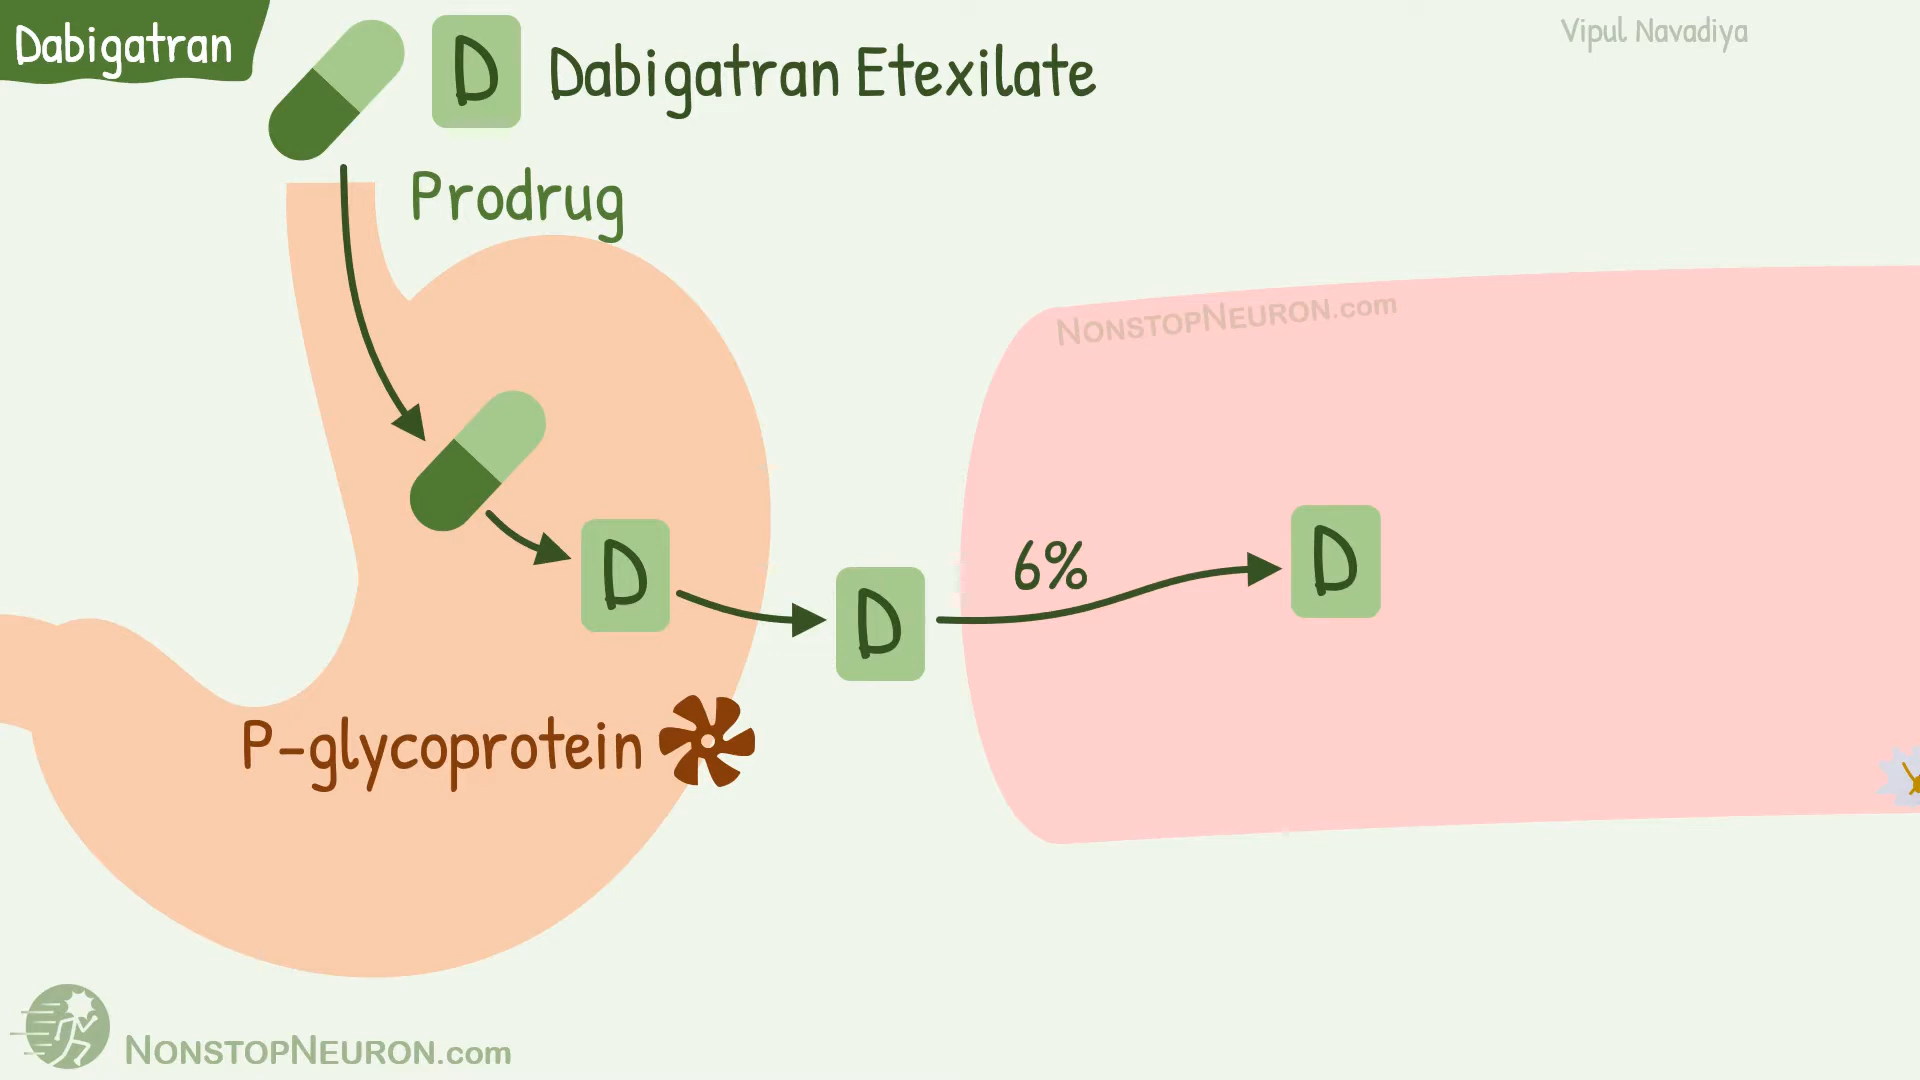 Dabigatran
D
Dabigatran Etexilate
Vipul Navadiya
Prodrug
NONSTOPNEURON.com
D
D
6%
D
P-glycoprotein
NONSTOPNEURON.com